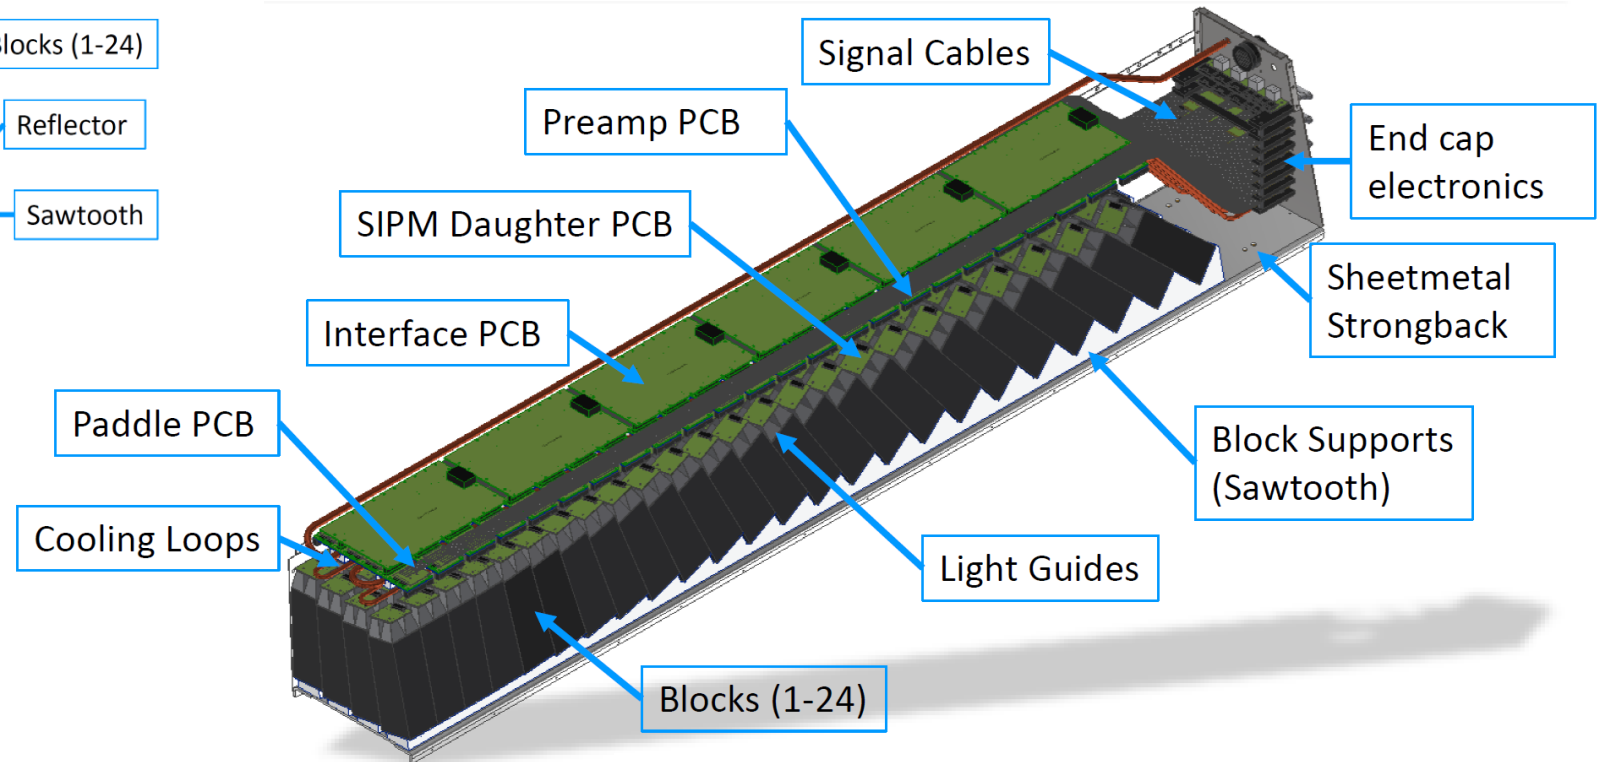 Blocks (1-24)
Reflector
Sawtooth
Signal Cables
Preamp PCB
End cap
electronics
SIPM Daughter PCB
Sheetmetal
Strongback
Interface PCB
Paddle PCB
Block Supports
(Sawtooth)
Cooling Loops
Light Guides
Blocks (1-24)